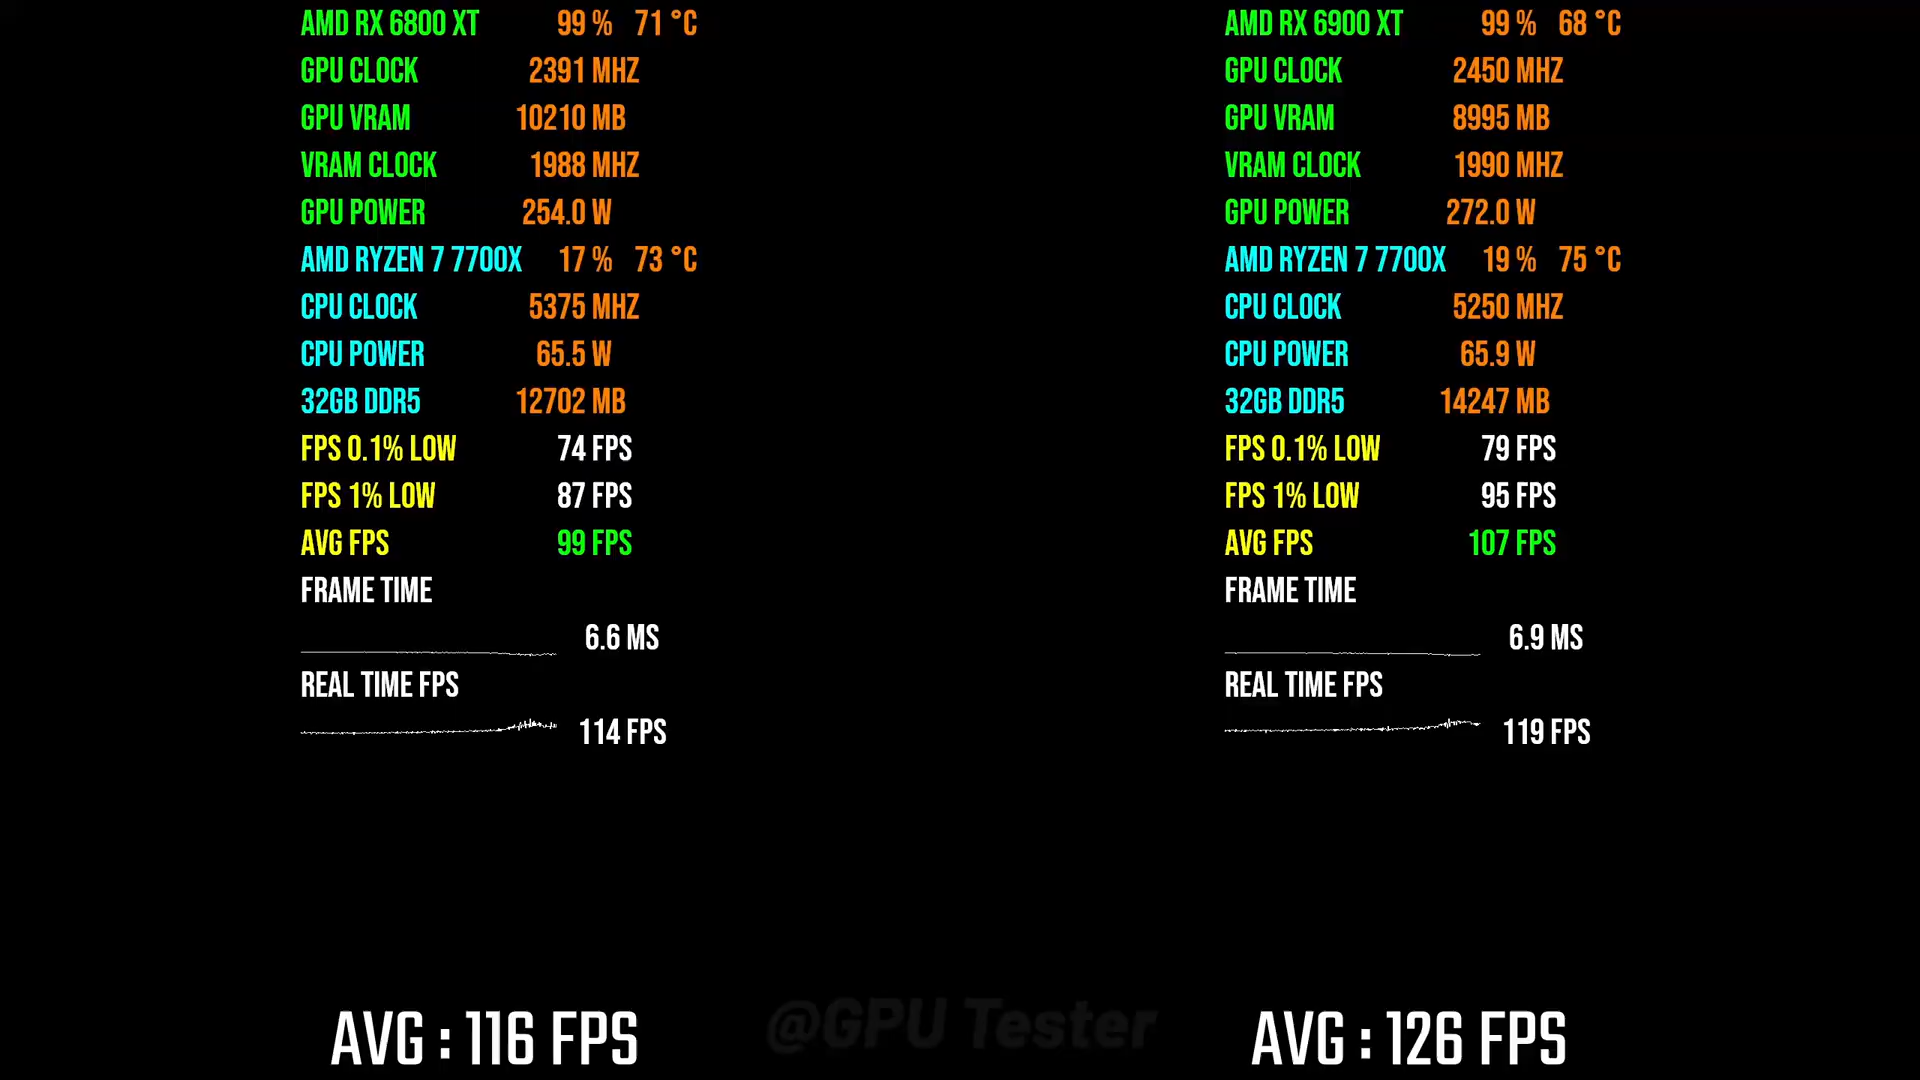 AMD RX 6800 XT 99 % 71 °C
GPU CLOCK 2391 MHZ
GPU VRAM 10210 MB
VRAM CLOCK 1988 MHZ
GPU POWER 254.0 W
AMD RYZEN 7 7700X 17 % 73 °C
CPU CLOCK 5375 MHZ
CPU POWER 65.5 W
32GB DDR5 12702 MB
FPS 0.1% LOW 74 FPS
FPS 1% LOW 87 FPS
AVG FPS 99 FPS
FRAME TIME
6.6 MS
REAL TIME FPS
114 FPS
AVG : 116 FPS
AMD RX 6900 XT 99 % 68 °C
GPU CLOCK 2450 MHZ
GPU VRAM 8995 MB
VRAM CLOCK 1990 MHZ
GPU POWER 272.0 W
AMD RYZEN 7 7700X 19 % 75 °C
CPU CLOCK 5250 MHZ
CPU POWER 65.9 W
32GB DDR5 14247 MB
FPS 0.1% LOW 79 FPS
FPS 1% LOW 95 FPS
AVG FPS 107 FPS
FRAME TIME
6.9 MS
REAL TIME FPS
119 FPS
AVG : 126 FPS
@GPU Tester